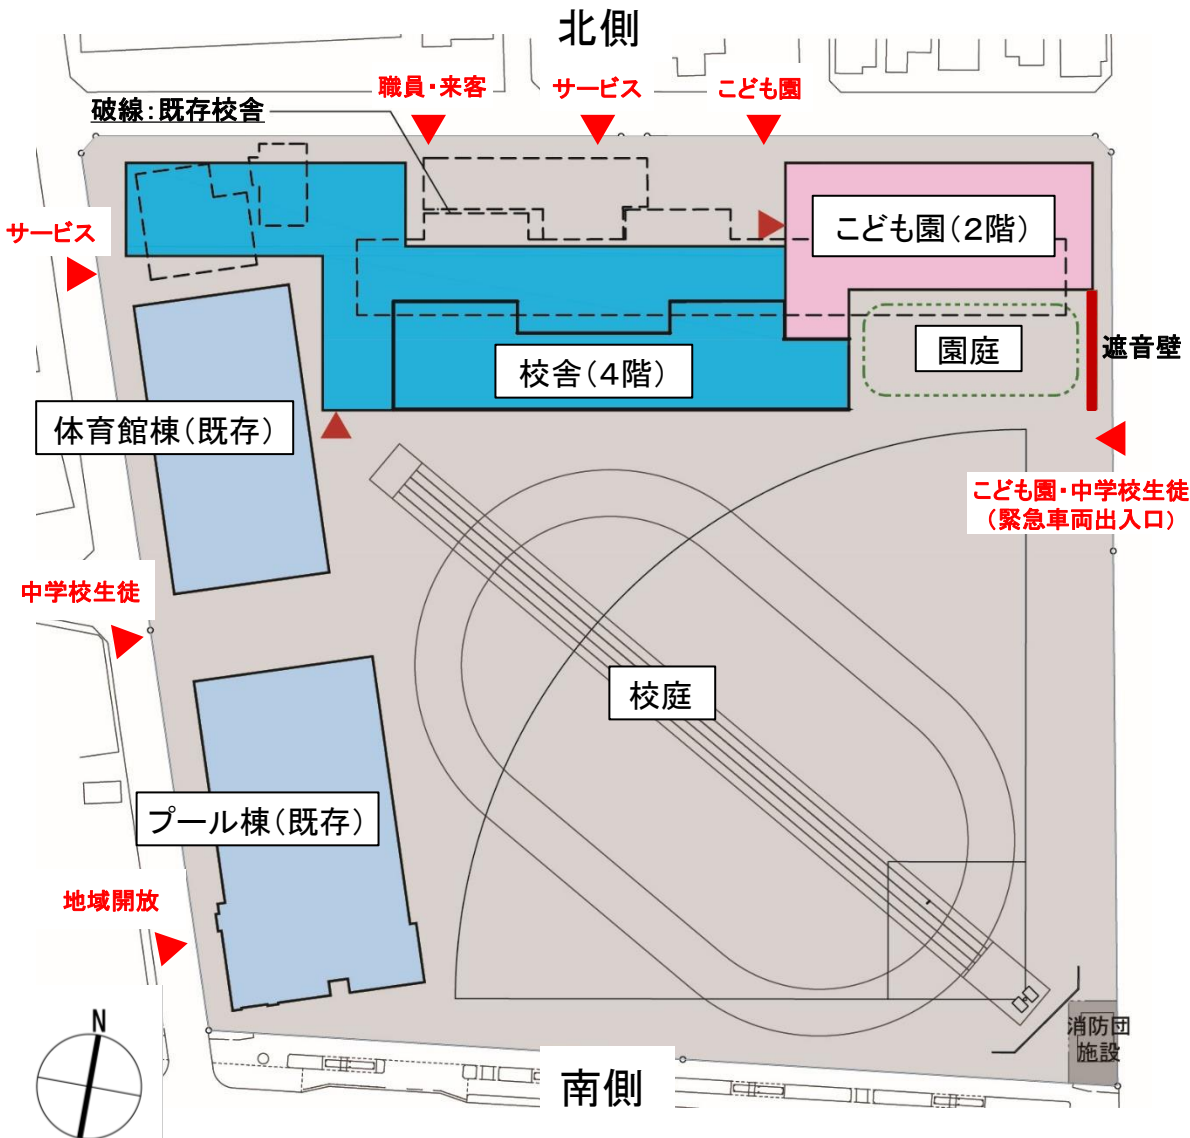 北側
職員・来客
サービス
こども園
破線:既存校舎
サービス
こども園(2階)
園庭
遮音壁
校舎(4階)
体育館棟(既存)
こども園・中学校生徒
(緊急車両出入口)
中学校生徒
校庭
プール棟(既存)
地域開放
N
消防団
施設
南側